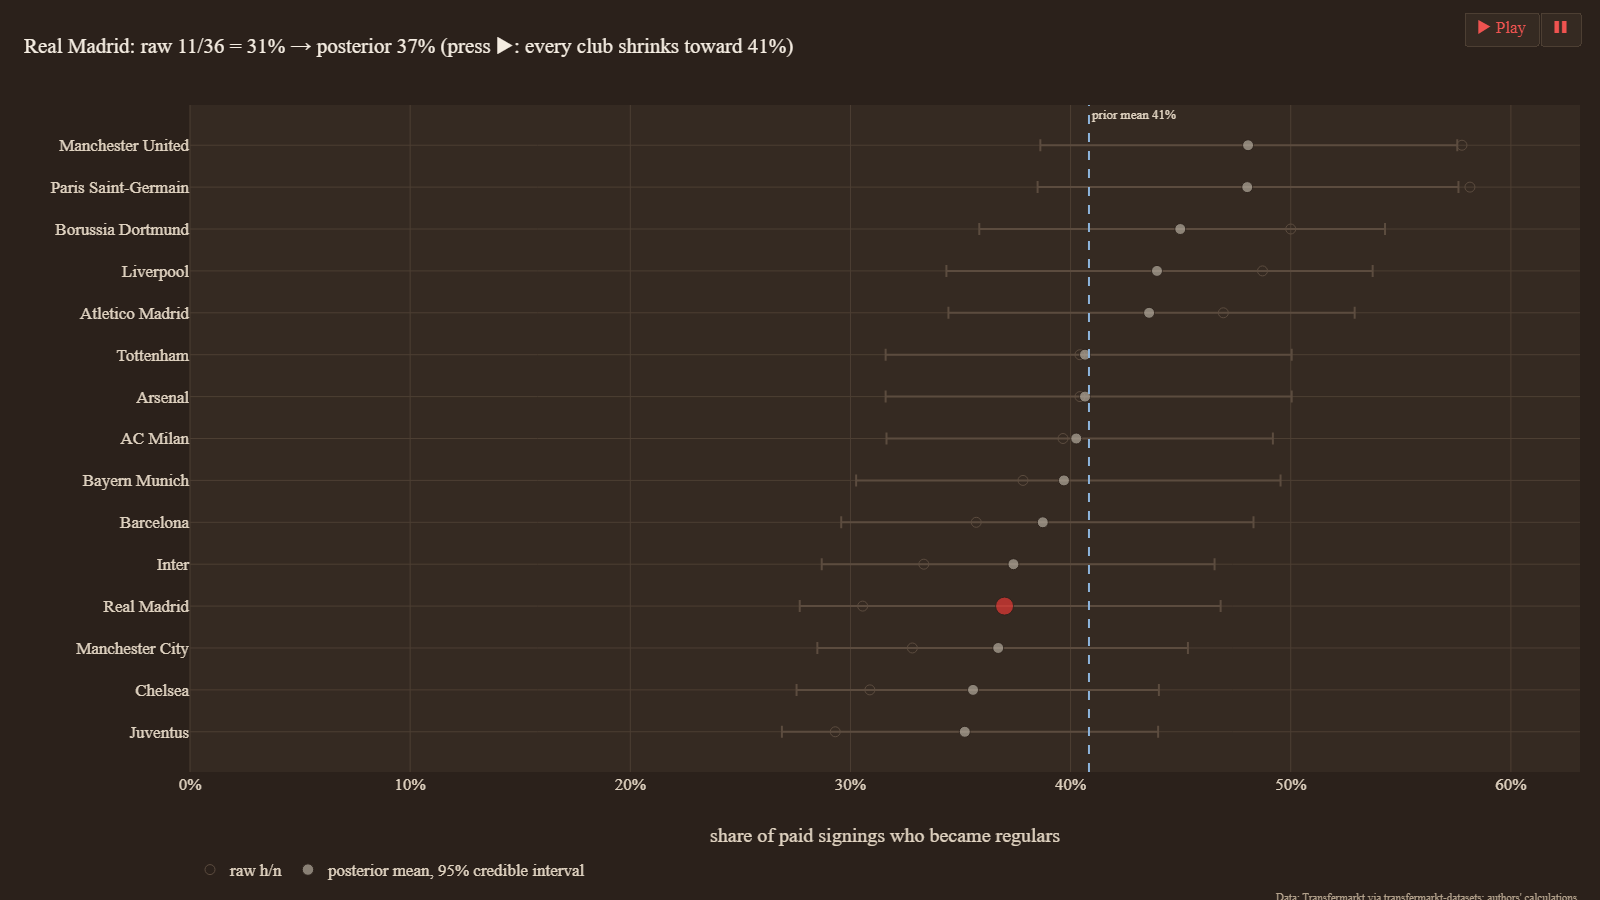 Real Madrid: raw 11/36 = 31% → posterior 37% (press ▶: every club shrinks toward 41%)
▶ Play
prior mean 41%
Manchester United
Paris Saint-Germain
Borussia Dortmund
Liverpool
Atletico Madrid
Tottenham
Arsenal
AC Milan
Bayern Munich
Barcelona
Inter
Real Madrid
Manchester City
Chelsea
Juventus
0% 10% 20% 30% 40% 50% 60%
share of paid signings who became regulars
raw h/n posterior mean, 95% credible interval
Data: Transfermarkt via transfermarkt-datasets; authors' calculations